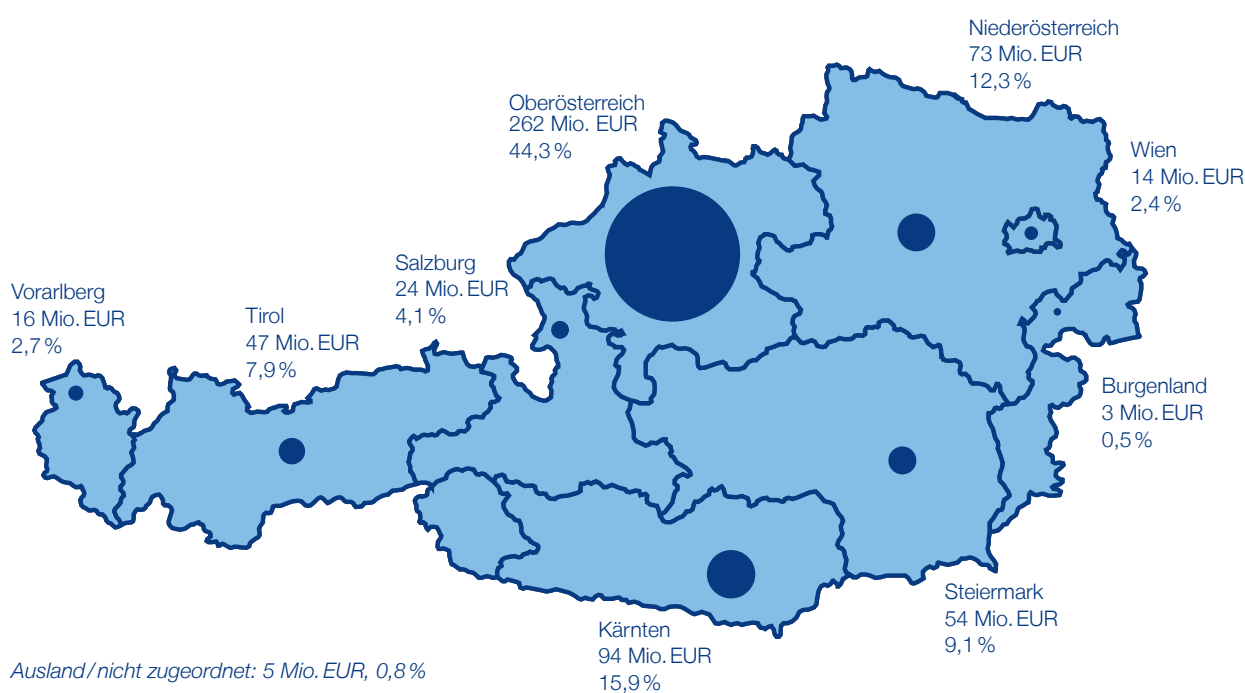 Niederösterreich
73 Mio. EUR
12,3 %
Oberösterreich
262 Mio. EUR
44,3 %
Wien
14 Mio. EUR
2,4 %
Salzburg
24 Mio. EUR
4,1 %
Vorarlberg
16 Mio. EUR
2,7 %
Tirol
47 Mio. EUR
7,9 %
Burgenland
3 Mio. EUR
0,5 %
Steiermark
54 Mio. EUR
9,1 %
Kärnten
94 Mio. EUR
15,9 %
Ausland / nicht zugeordnet: 5 Mio. EUR, 0,8 %